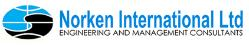 Norken International Ltd
ENGINEERING AND MANAGEMENT CONSULTANTS